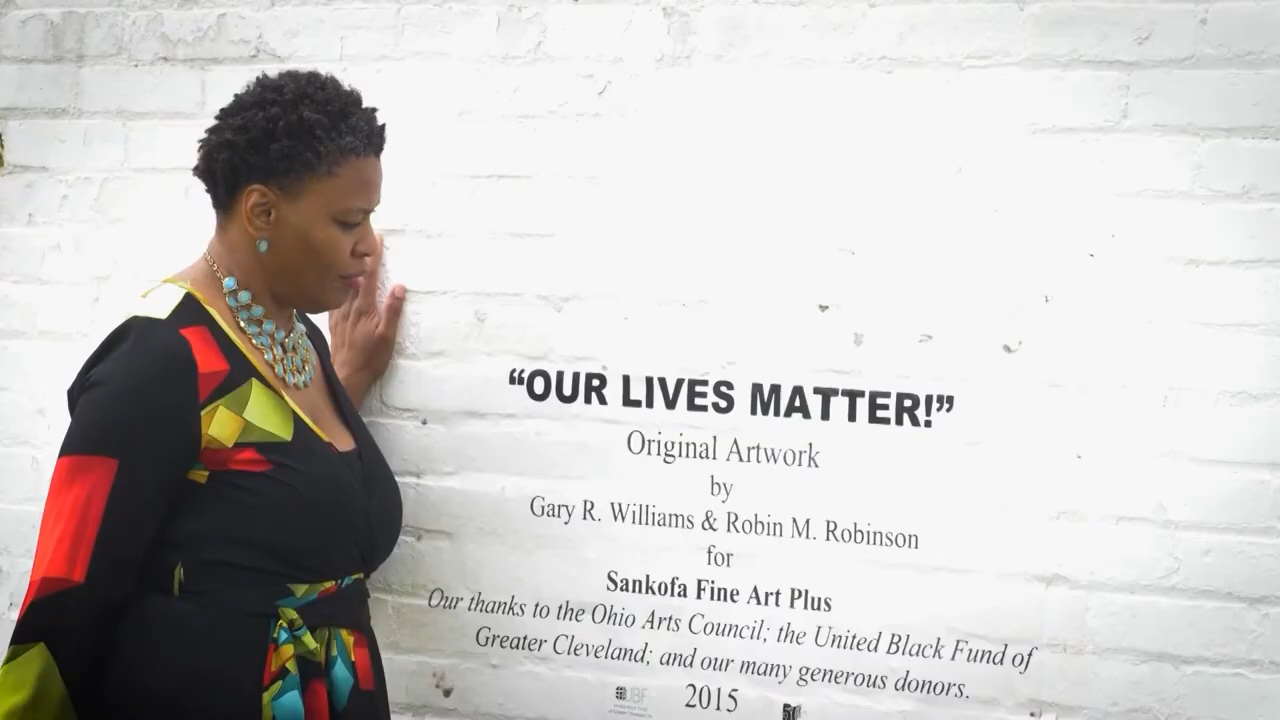 “OUR LIVES MATTER!”
Original Artwork
by
Gary R. Williams & Robin M. Robinson
for
Sankofa Fine Art Plus
Our thanks to the Ohio Arts Council; the United Black Fund of
Greater Cleveland; and our many generous donors.
UBF 2015